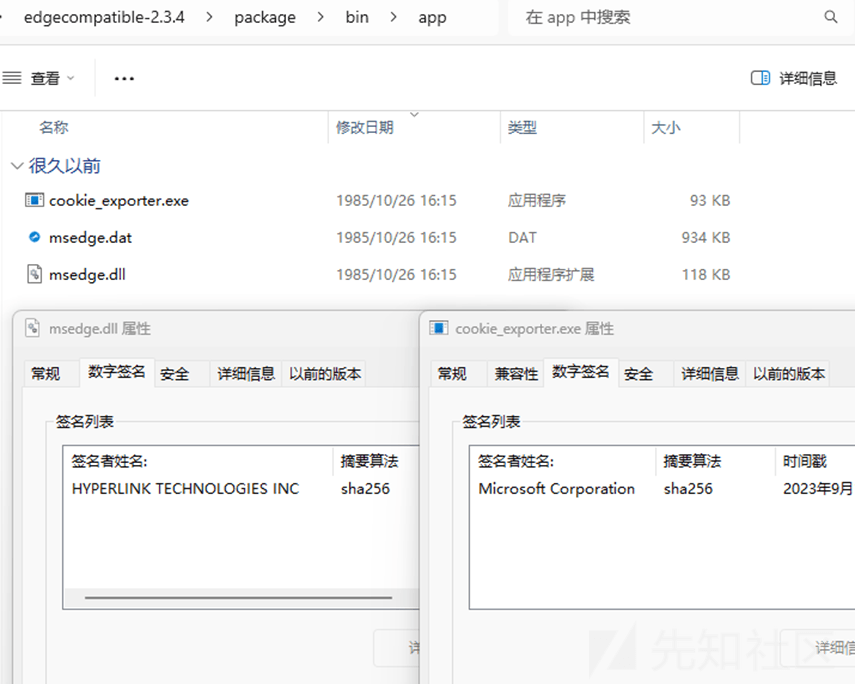 edgecompatible-2.3.4 > package > bin > app 在 app 中搜索
查看 ••• 详细信息
名称 修改日期 类型 大小
很久以前
cookie_exporter.exe 1985/10/26 16:15 应用程序 93 KB
msedge.dat 1985/10/26 16:15 DAT 934 KB
msedge.dll 1985/10/26 16:15 应用程序扩展 118 KB
msedge.dll 属性
常规 数字签名 安全 详细信息 以前的版本
签名列表
签名者姓名: 摘要算法
HYPERLINK TECHNOLOGIES INC sha256
详
cookie_exporter.exe 属性
常规 兼容性 数字签名 安全 详细信息 以前的版本
签名列表
签名者姓名: 摘要算法 时间戳
Microsoft Corporation sha256 2023年9月
详细信
先知社区